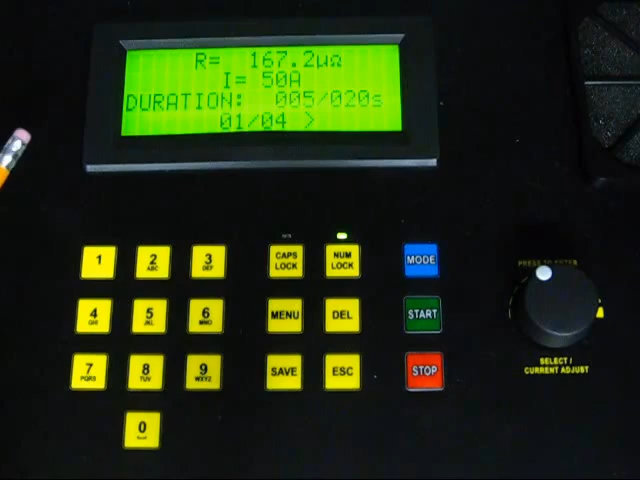 R= 167.2µΩ
I= 50A
DURATION: 005/020s
01/04 >
1
2
ABC
3
DEF
CAPS LOCK
NUM LOCK
MODE
PRESS TO ENTER
4
GHI
5
JKL
6
MNO
MENU
DEL
START
7
PQRS
8
TUV
9
WXYZ
SAVE
ESC
STOP
SELECT /
CURRENT ADJUST
0